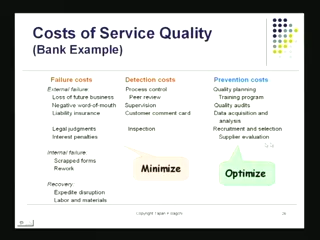 Costs of Service Quality
(Bank Example)
Failure costs
External failure:
Loss of future business
Negative word-of-mouth
Liability insurance
Legal judgments
Interest penalties
Internal failure:
Scrapped forms
Rework
Recovery:
Expedite disruption
Labor and materials
Detection costs
Process control
Peer review
Supervision
Customer comment card
Inspection
Minimize
Prevention costs
Quality planning
Training program
Quality audits
Data acquisition and
analysis
Recruitment and selection
Supplier evaluation
Optimize